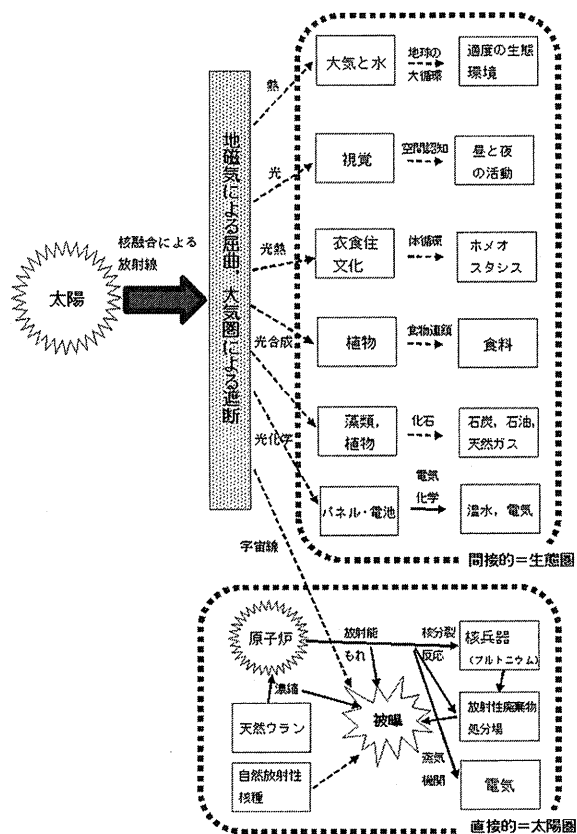 太陽
核融合による
放射線
地磁気による屈曲，大気圏による遮断
熱
光
光熱
光合成
光化学
宇宙線
大気と水
地球の
大循環
適度の生態
環境
視覚
空間認知
昼と夜
の活動
衣食住
文化
体循環
ホメオ
スタシス
植物
食物連鎖
食料
藻類，
植物
化石
石炭，石油，
天然ガス
パネル・電池
電気
化学
温水，電気
間接的＝生態圏
原子炉
放射能
もれ
核分裂
反応
核兵器
(プルトニウム)
濃縮
天然ウラン
被曝
放射性廃棄物
処分場
自然放射性
核種
蒸気
機関
電気
直接的＝太陽圏